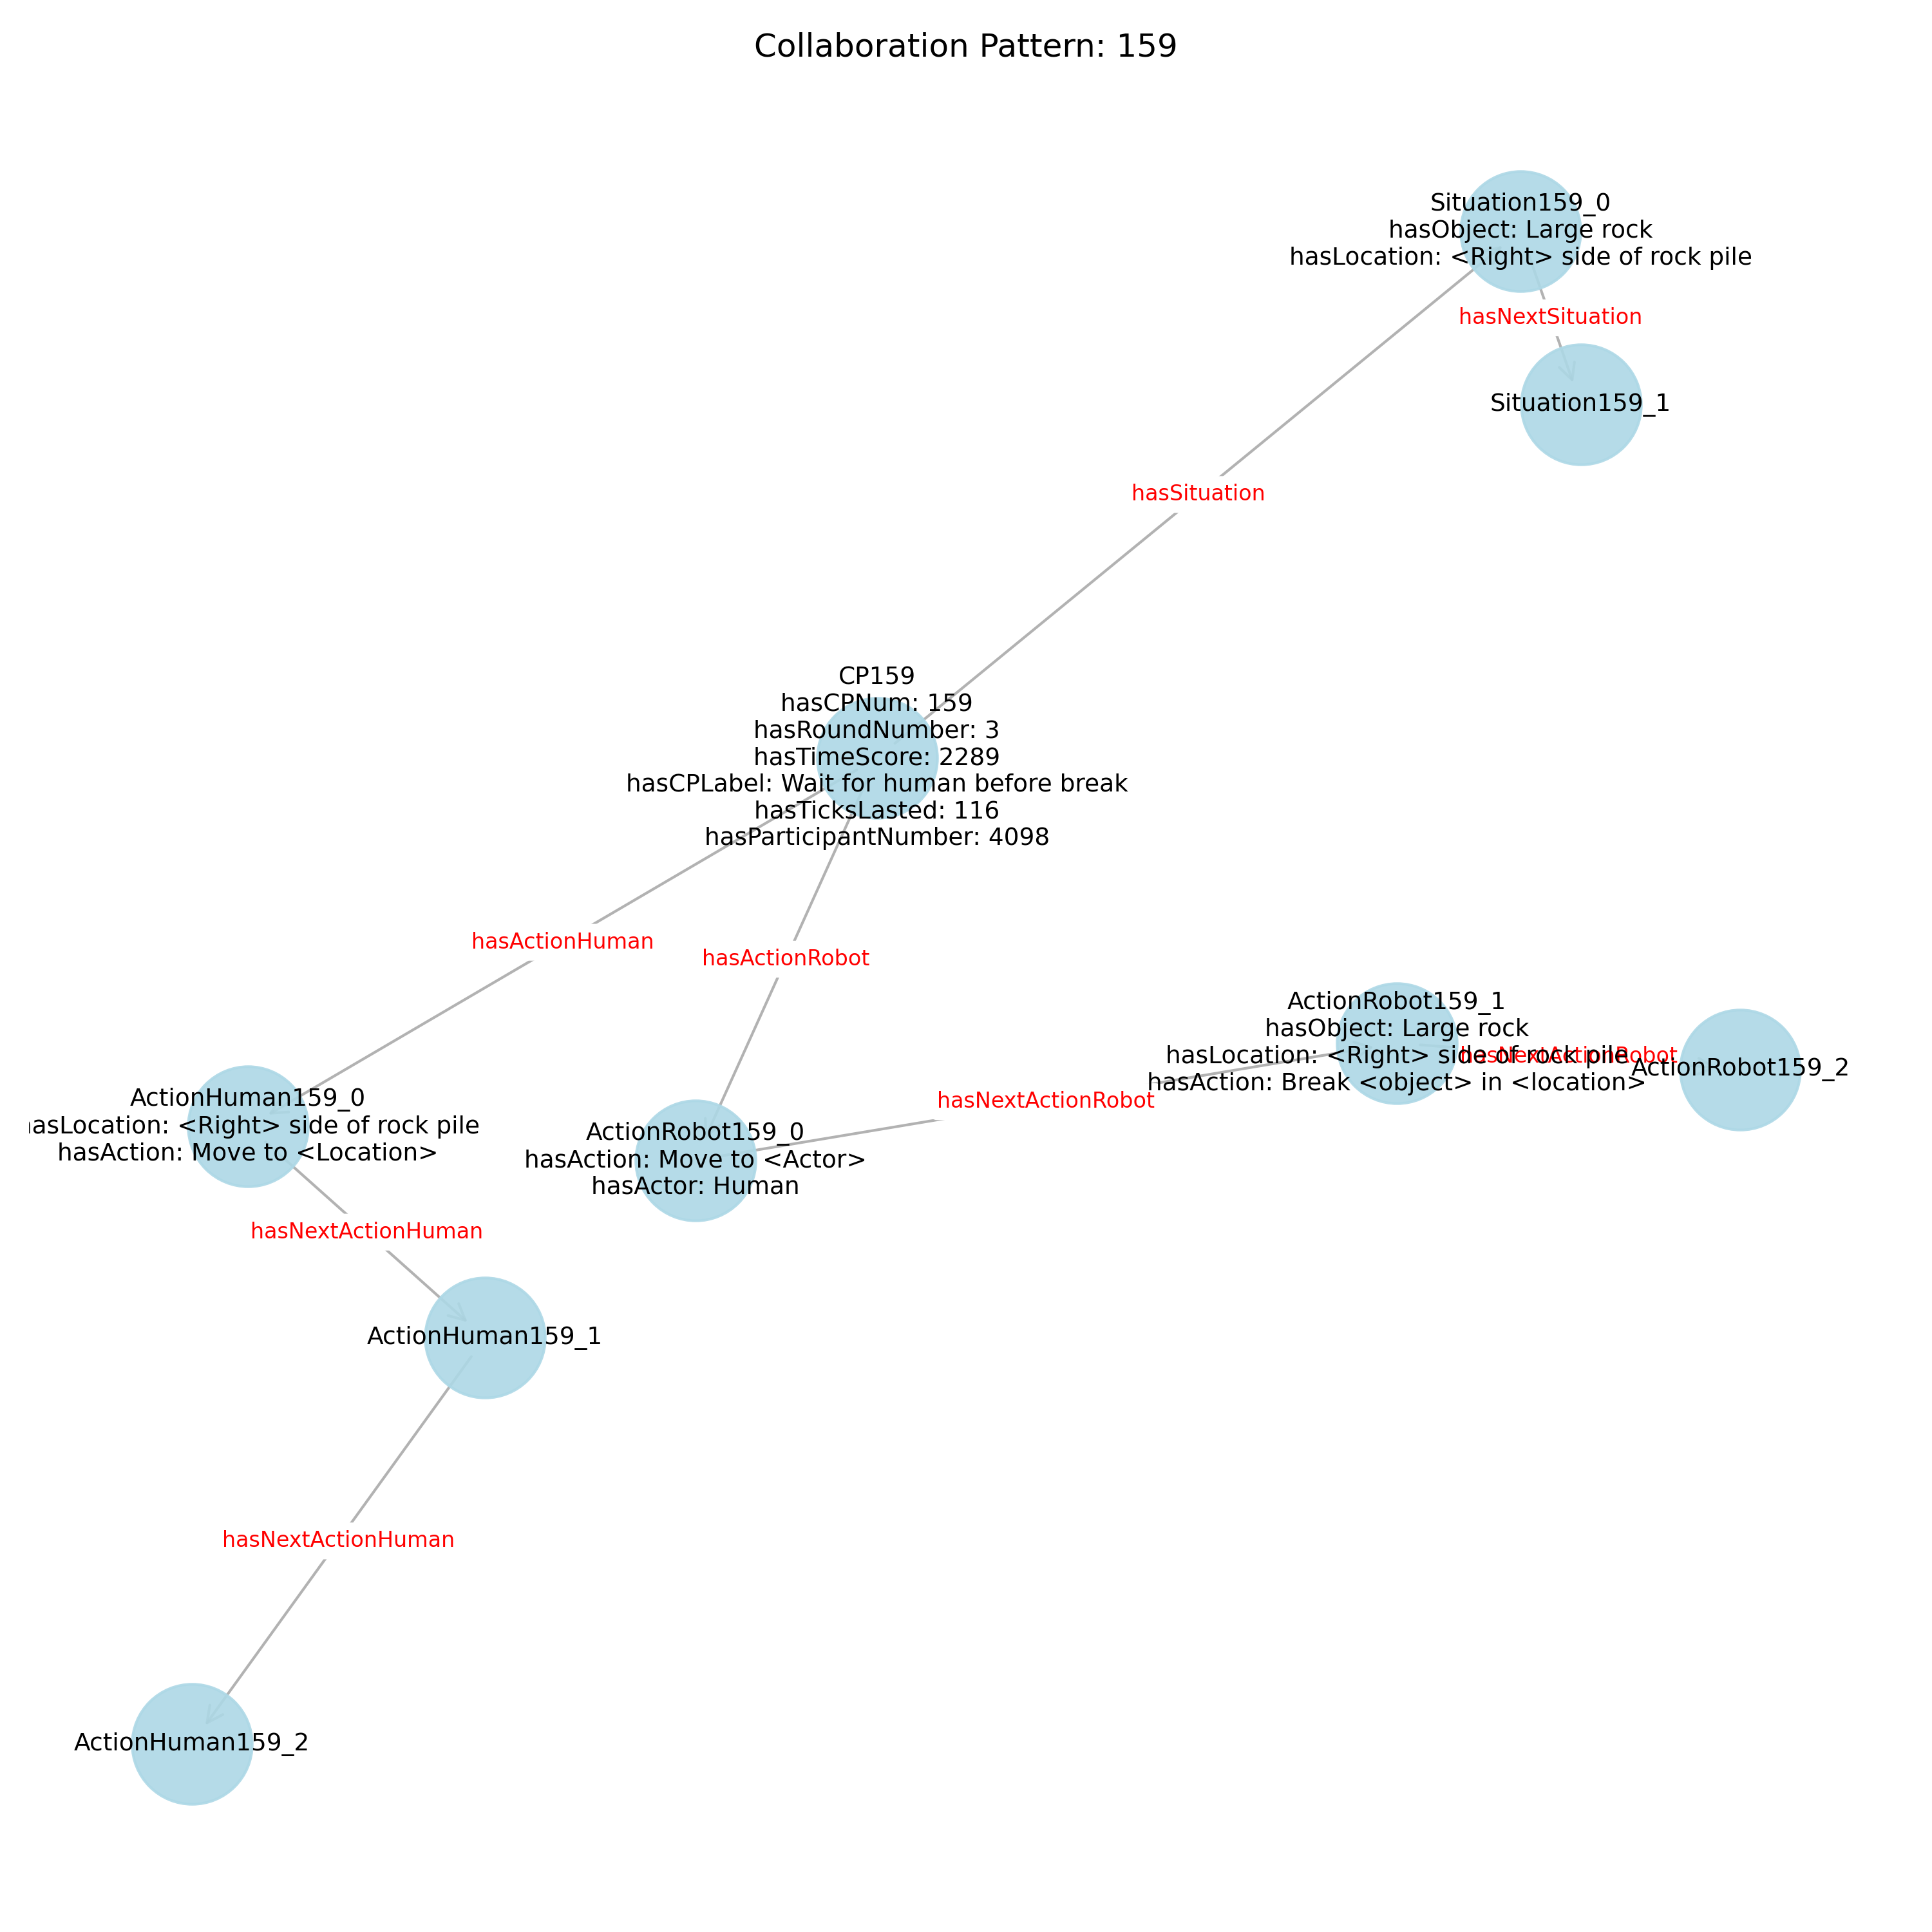 Collaboration Pattern: 159
Situation159_0
hasObject: Large rock
hasLocation: <Right> side of rock pile
hasNextSituation
Situation159_1
hasSituation
CP159
hasCPNum: 159
hasRoundNumber: 3
hasTimeScore: 2289
hasCPLabel: Wait for human before break
hasTicksLasted: 116
hasParticipantNumber: 4098
hasActionHuman
hasActionRobot
ActionRobot159_1
hasObject: Large rock
hasLocation: <Right> side of rock pile
hasAction: Break <object> in <location>
hasNextActionRobot
ActionRobot159_2
hasNextActionRobot
ActionHuman159_0
hasLocation: <Right> side of rock pile
hasAction: Move to <Location>
ActionRobot159_0
hasAction: Move to <Actor>
hasActor: Human
hasNextActionHuman
ActionHuman159_1
hasNextActionHuman
ActionHuman159_2